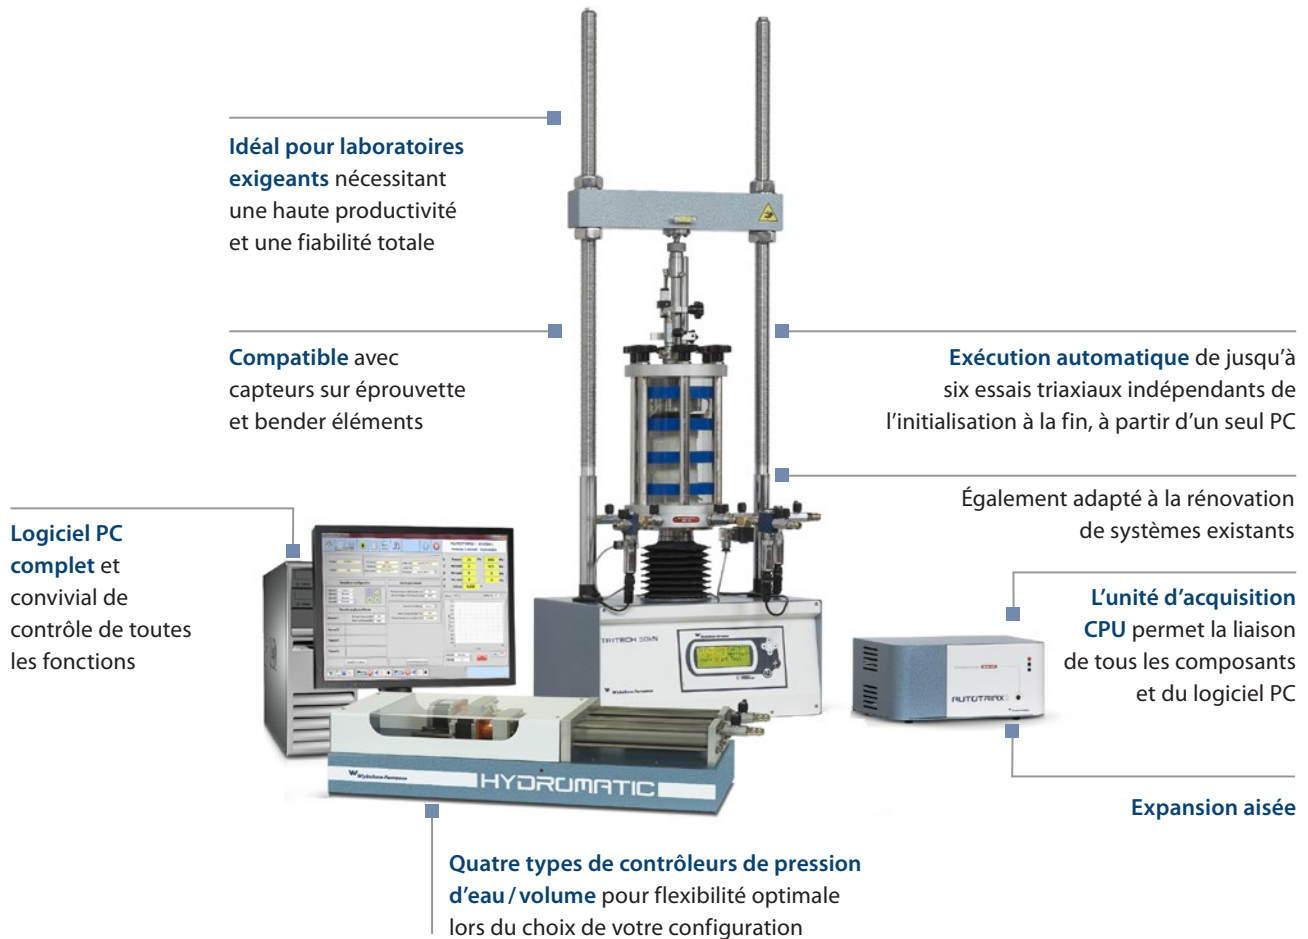 Idéal pour laboratoires
exigeants nécessitant
une haute productivité
et une fiabilité totale
Compatible avec
capteurs sur éprouvette
et bender éléments
Exécution automatique de jusqu'à
six essais triaxiaux indépendants de
l'initialisation à la fin, à partir d'un seul PC
Également adapté à la rénovation
de systèmes existants
Logiciel PC
complet et
convivial de
contrôle de toutes
les fonctions
L'unité d'acquisition
CPU permet la liaison
de tous les composants
et du logiciel PC
TRITECH 50kN
Wykeham Farrance
AUTOTRIAX
Wykeham Farrance
HYDROMATIC
Expansion aisée
Quatre types de contrôleurs de pression
d'eau / volume pour flexibilité optimale
lors du choix de votre configuration